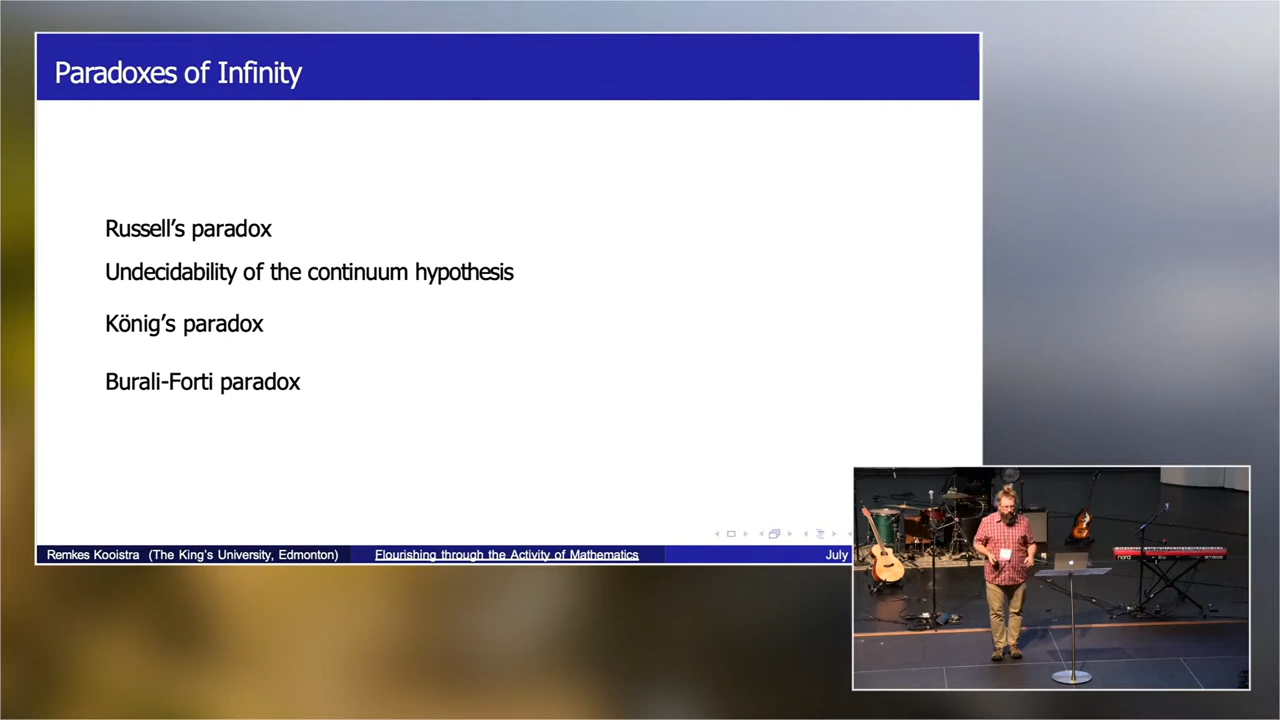 Paradoxes of Infinity
Russell's paradox
Undecidability of the continuum hypothesis
König's paradox
Burali-Forti paradox
Remkes Kooistra (The King's University, Edmonton) Flourishing through the Activity of Mathematics July
nord